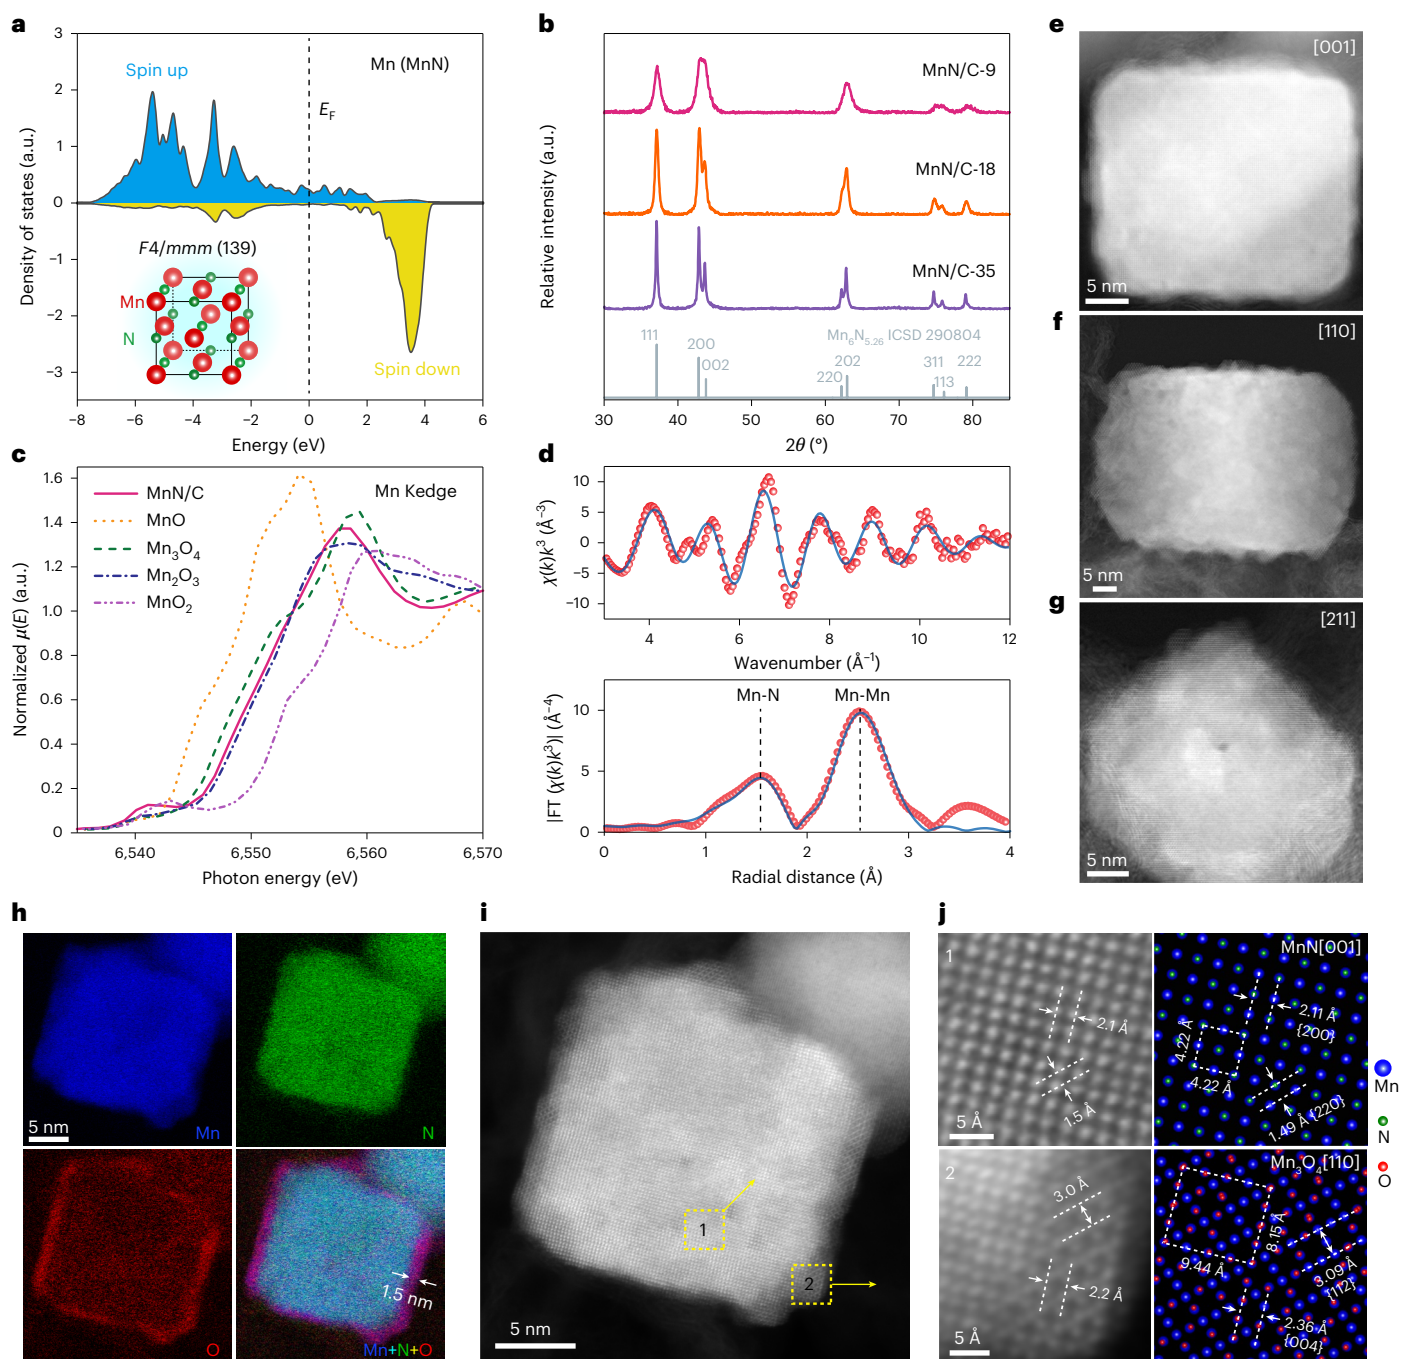 a
3
2
1
0
−1
−2
−3
Density of states (a.u.)
Spin up
Mn (MnN)
E_F
F4/mmm (139)
Mn
N
Spin down
−8 −6 −4 −2 0 2 4 6
Energy (eV)
b
Relative intensity (a.u.)
MnN/C-9
MnN/C-18
MnN/C-35
Mn₆N₅.₂₆ ICSD 290804
111
200
002
220
202
311
113
222
30 40 50 60 70 80
2θ (°)
c
1.6
1.4
1.2
1.0
0.8
0.6
0.4
0.2
0
Normalized μ(E) (a.u.)
MnN/C
MnO
Mn₃O₄
Mn₂O₃
MnO₂
Mn Kedge
6,540 6,550 6,560 6,570
Photon energy (eV)
d
10
5
0
−5
−10
χ(k)k³ (Å⁻³)
4 6 8 10 12
Wavenumber (Å⁻¹)
Mn-N
Mn-Mn
10
5
0
|FT (χ(k)k³)| (Å⁻⁴)
0 1 2 3 4
Radial distance (Å)
e
[001]
5 nm
f
[110]
5 nm
g
[211]
5 nm
h
5 nm
Mn
N
O
1.5 nm
Mn+N+O
i
1
2
5 nm
j
1
2.1 Å
1.5 Å
5 Å
MnN[001]
2.11 Å
{200}
4.22 Å
4.22 Å
1.49 Å {220}
2
3.0 Å
2.2 Å
5 Å
Mn₃O₄[110]
8.15 Å
9.44 Å
3.09 Å
{112}
2.36 Å
{004}
Mn
N
O